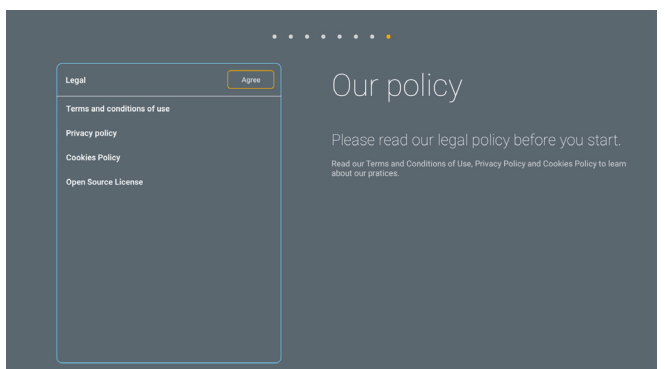 Legal
Agree
Terms and conditions of use
Privacy policy
Cookies Policy
Open Source License
Our policy
Please read our legal policy before you start.
Read our Terms and Conditions of Use, Privacy Policy and Cookies Policy to learn
about our pratices.